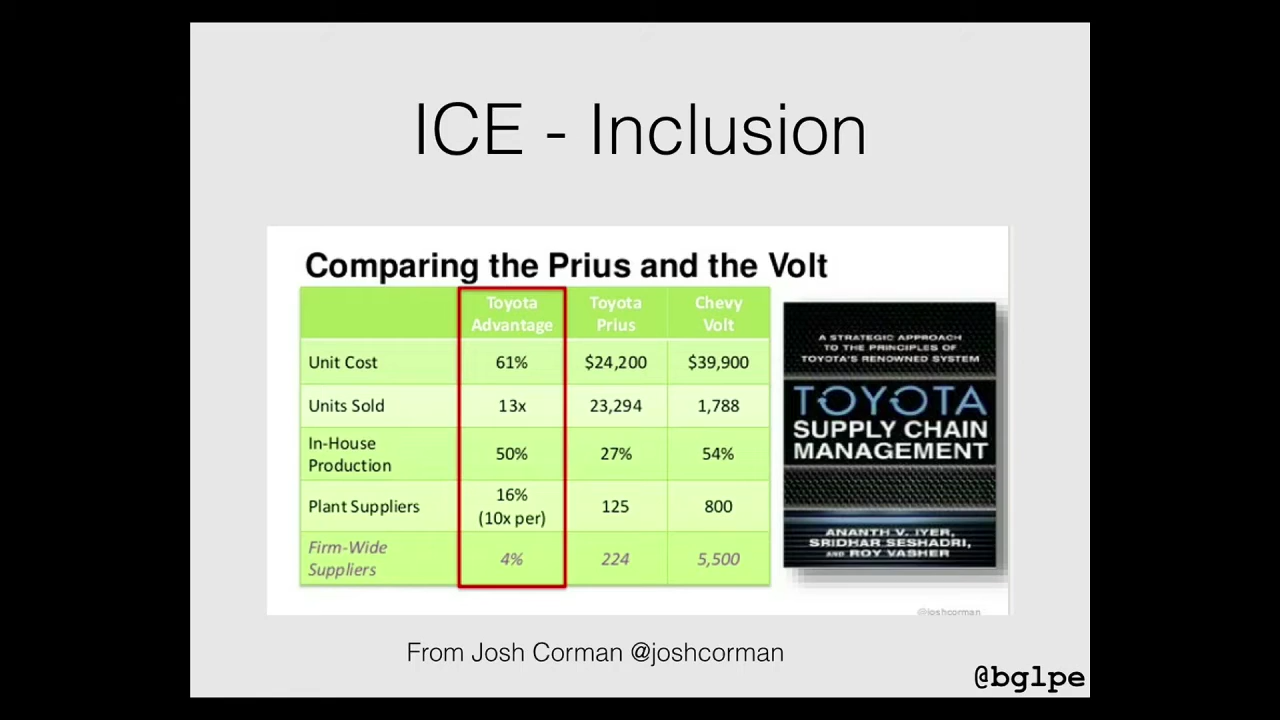 ICE - Inclusion
Comparing the Prius and the Volt
Toyota Advantage Toyota Prius Chevy Volt
Unit Cost 61% $24,200 $39,900
Units Sold 13x 23,294 1,788
In-House Production 50% 27% 54%
Plant Suppliers 16% (10x per) 125 800
Firm-Wide Suppliers 4% 224 5,500
A STRATEGIC APPROACH
TO THE PRINCIPLES OF
TOYOTA'S RENOWNED SYSTEM
TOYOTA
SUPPLY CHAIN
MANAGEMENT
ANANTH V. IYER,
SRIDHAR SESHADRI,
AND ROY VASHER
@joshcorman
From Josh Corman @joshcorman
@bglpe